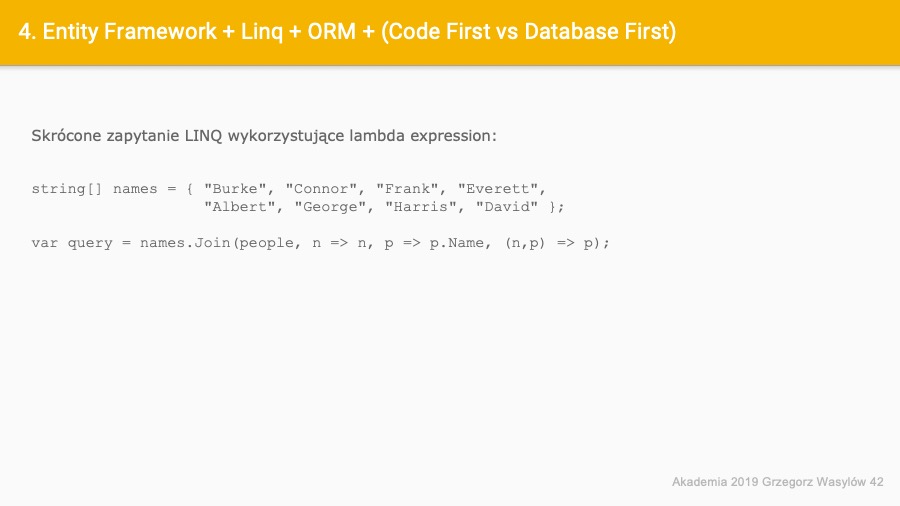 4. Entity Framework + Linq + ORM + (Code First vs Database First)
Skrócone zapytanie LINQ wykorzystujące lambda expression:
string[] names = { "Burke", "Connor", "Frank", "Everett",
"Albert", "George", "Harris", "David" };
var query = names.Join(people, n => n, p => p.Name, (n,p) => p);
Akademia 2019 Grzegorz Wasylów 42